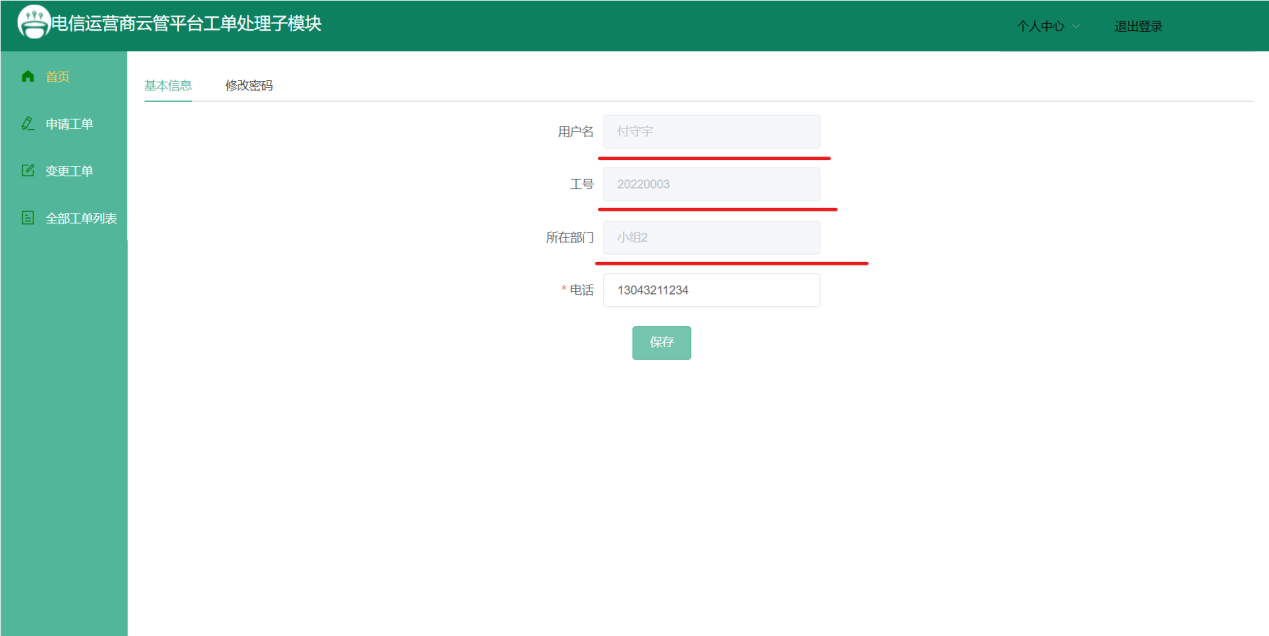 电信运营商云管平台工单处理子模块
个人中心
退出登录
首页
申请工单
变更工单
全部工单列表
基本信息
修改密码
用户名 付守宇
工号 20220003
所在部门 小组2
* 电话 13043211234
保存